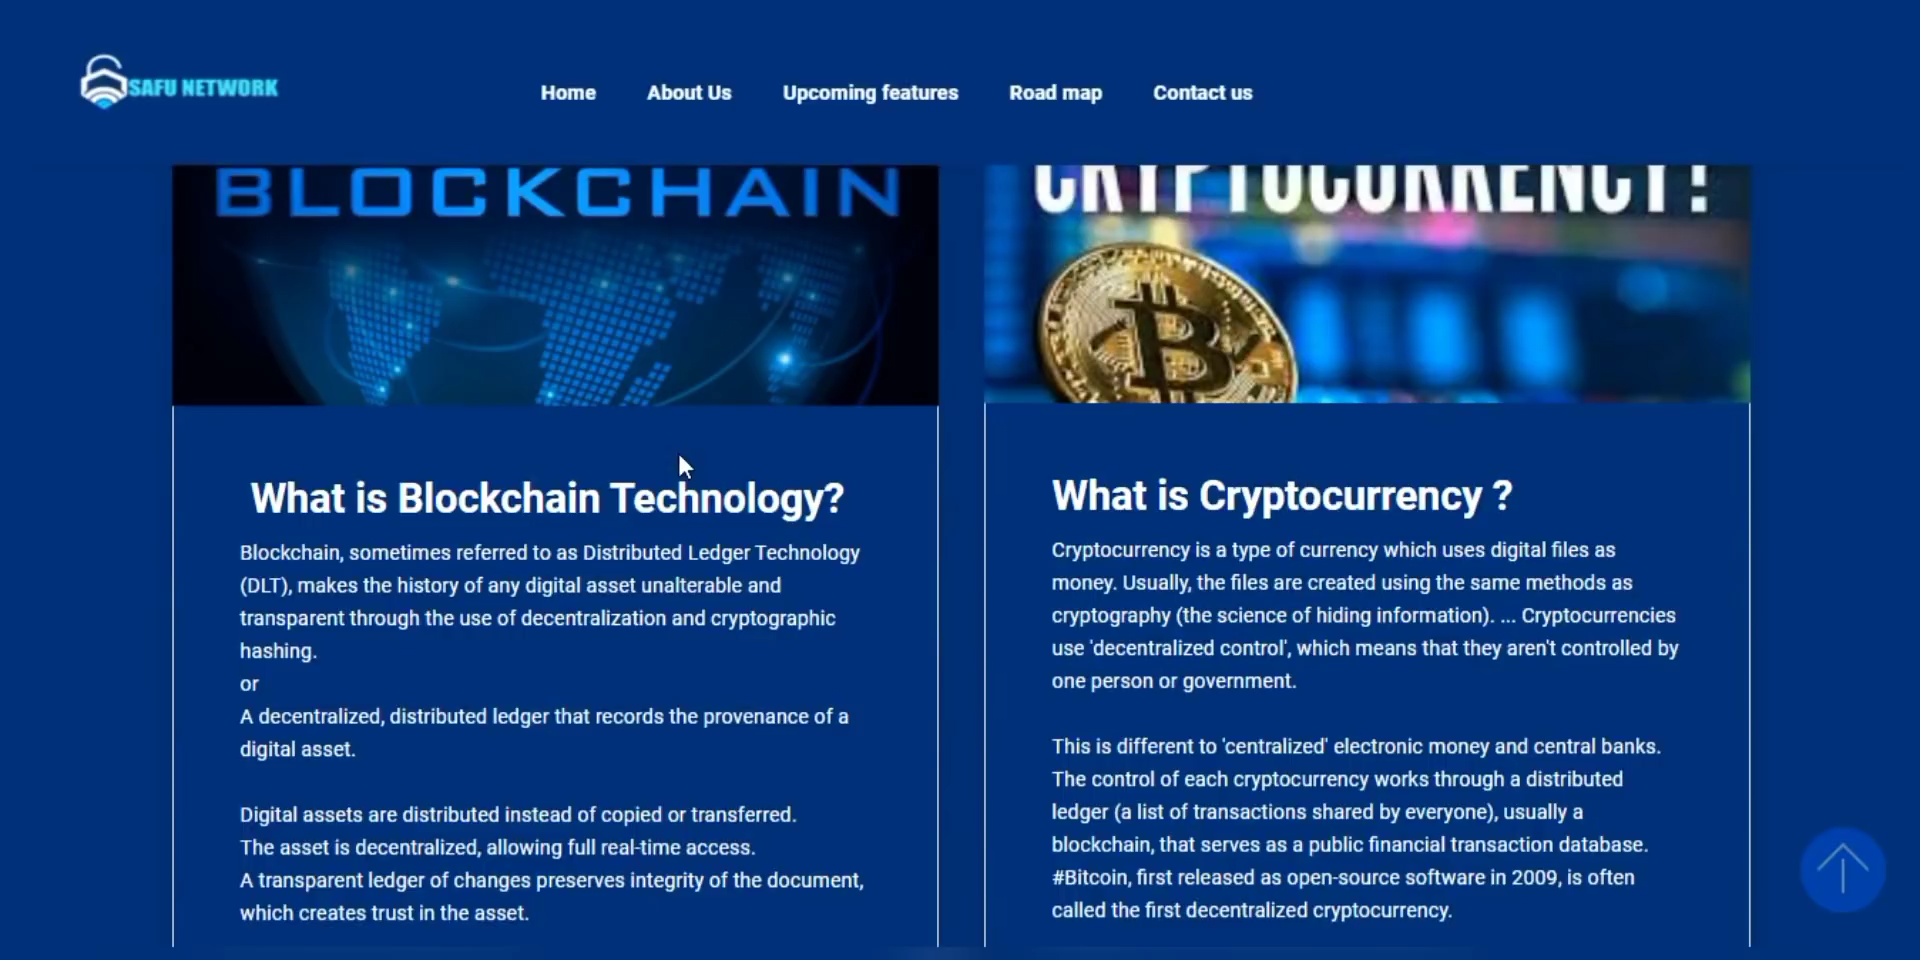 SAFU NETWORK
Home
About Us
Upcoming features
Road map
Contact us
BLOCKCHAIN
CRYPTOCURRENCY?
What is Blockchain Technology?
Blockchain, sometimes referred to as Distributed Ledger Technology
(DLT), makes the history of any digital asset unalterable and
transparent through the use of decentralization and cryptographic
hashing.
or
A decentralized, distributed ledger that records the provenance of a
digital asset.
Digital assets are distributed instead of copied or transferred.
The asset is decentralized, allowing full real-time access.
A transparent ledger of changes preserves integrity of the document,
which creates trust in the asset.
What is Cryptocurrency ?
Cryptocurrency is a type of currency which uses digital files as
money. Usually, the files are created using the same methods as
cryptography (the science of hiding information). ... Cryptocurrencies
use 'decentralized control', which means that they aren't controlled by
one person or government.
This is different to 'centralized' electronic money and central banks.
The control of each cryptocurrency works through a distributed
ledger (a list of transactions shared by everyone), usually a
blockchain, that serves as a public financial transaction database.
#Bitcoin, first released as open-source software in 2009, is often
called the first decentralized cryptocurrency.